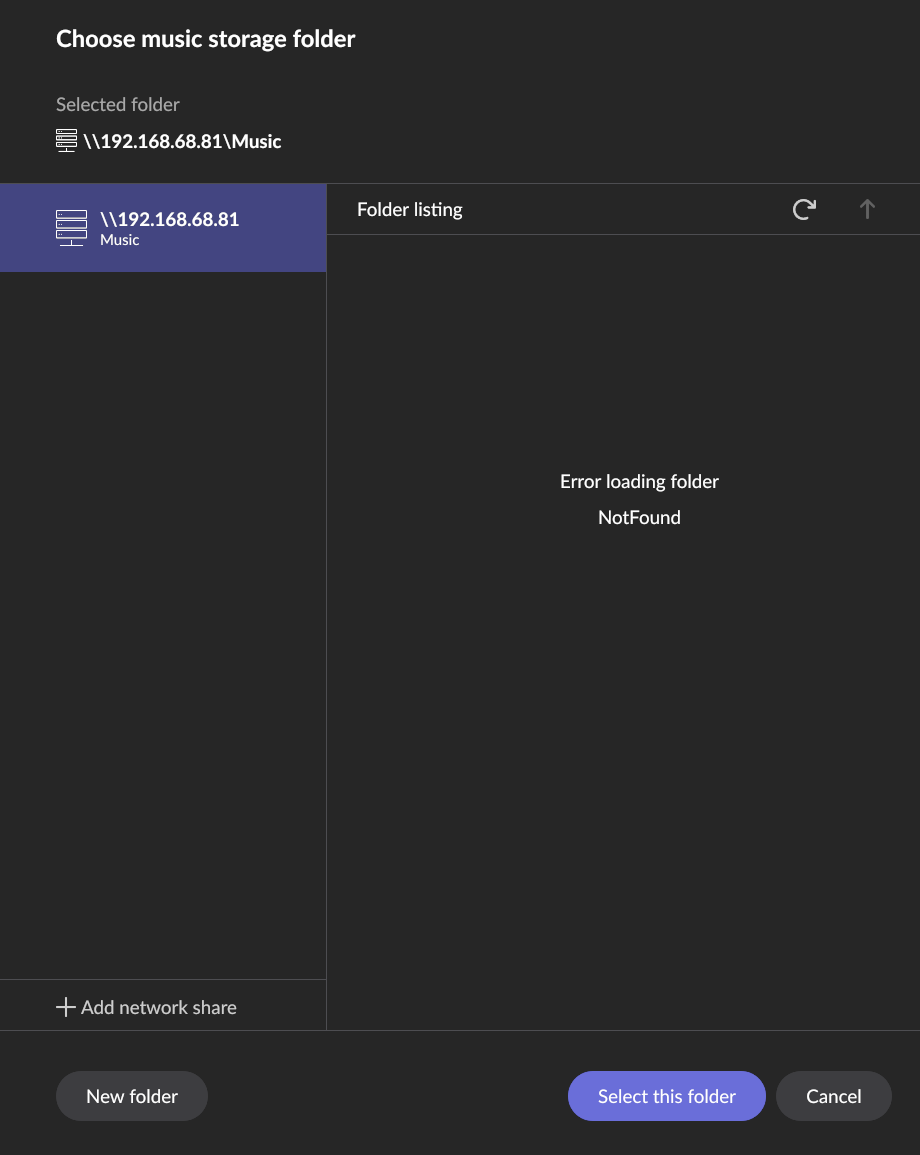 Choose music storage folder
Selected folder
\\192.168.68.81\Music
\\192.168.68.81
Music
Folder listing
Error loading folder
NotFound
Add network share
New folder
Select this folder
Cancel